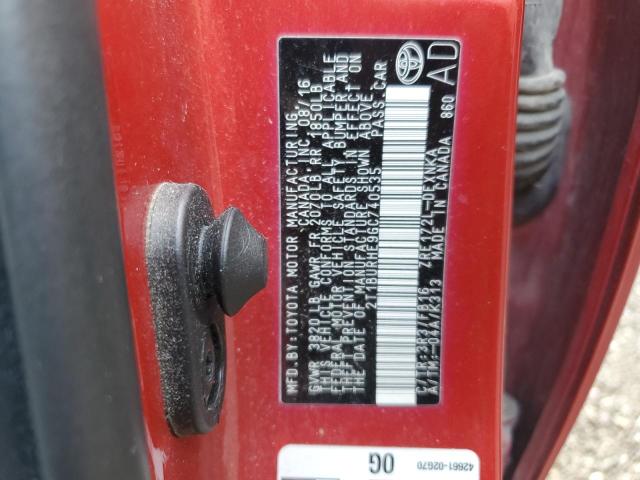 MFD.BY: TOYOTA MOTOR MANUFACTURING
CANADA, INC. 08/16
GVWR 3820 LB GAWR FR 2020LB RR 1850LB
THIS VEHICLE CONFORMS TO ALL APPLICABLE
FEDERAL MOTOR VEHICLE SAFETY, BUMPER, AND
THEFT PREVENTION STANDARDS IN EFFECT ON
THE DATE OF MANUFACTURE SHOWN ABOVE.
2T1BURHE9GC740535 PASS.CAR
C/TR: 3R3/
ZRE172L-DEXNKA
A/TM: -04A/K313 MADE IN CANADA 860
AD
0G
42661-02G70